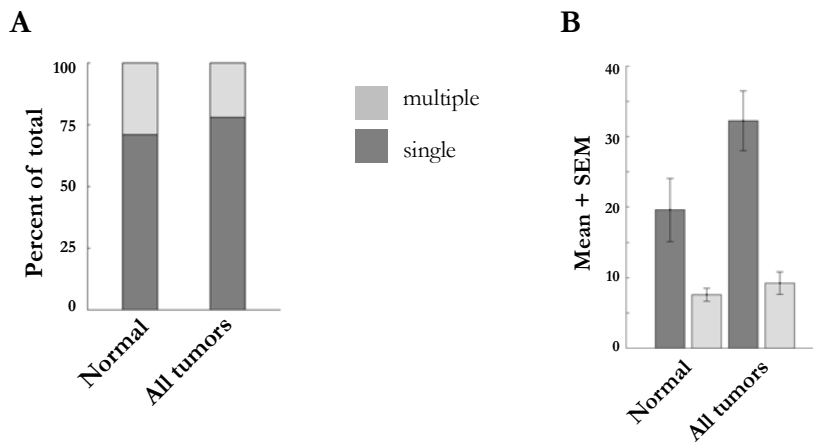 A
Percent of total
100
75
50
25
0
Normal
All tumors
multiple
single
B
Mean + SEM
40
30
20
10
0
Normal
All tumors